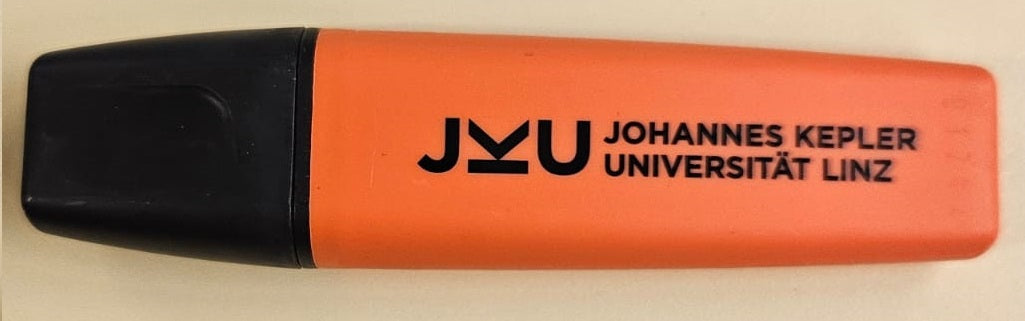 JKU
JOHANNES KEPLER
UNIVERSITÄT LINZ